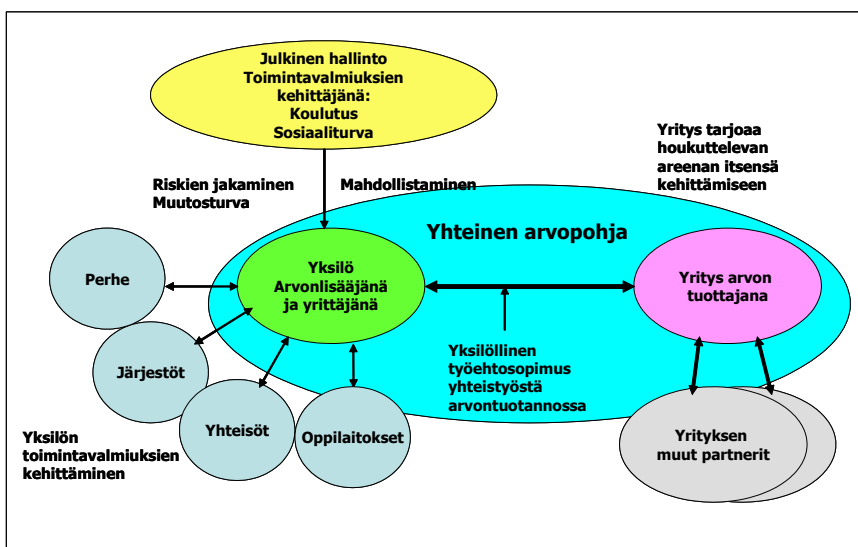 Julkinen hallinto
Toimintavalmiuksien
kehittäjänä:
Koulutus
Sosiaaliturva
Yritys tarjoaa
houkuttelevan
areenan itsensä
kehittämiseen
Riskien jakaminen
Muutosturva
Mahdollistaminen
Yhteinen arvopohja
Perhe
Yksilö
Arvonlisääjänä
ja yrittäjänä
Yritys arvon
tuottajana
Järjestöt
Yksilöllinen
työehtosopimus
yhteistyöstä
arvontuotannossa
Yhteisöt
Oppilaitokset
Yksilön
toimintavalmiuksien
kehittäminen
Yrityksen
muut partnerit